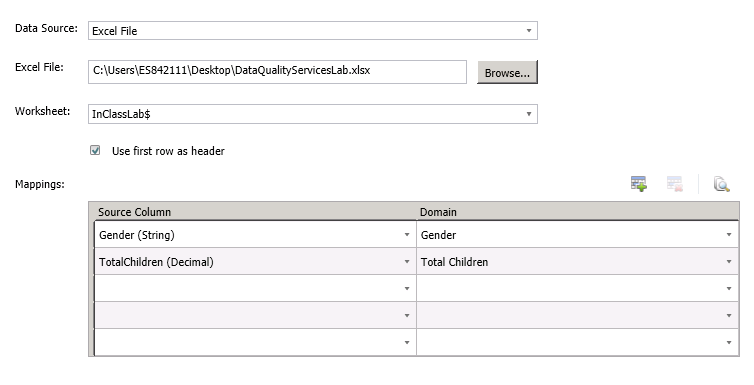 Data Source: Excel File
Excel File: C:\Users\ES842111\Desktop\DataQualityServicesLab.xlsx Browse...
Worksheet: InClassLab$
Use first row as header
Mappings:
Source Column Domain
Gender (String) Gender
TotalChildren (Decimal) Total Children